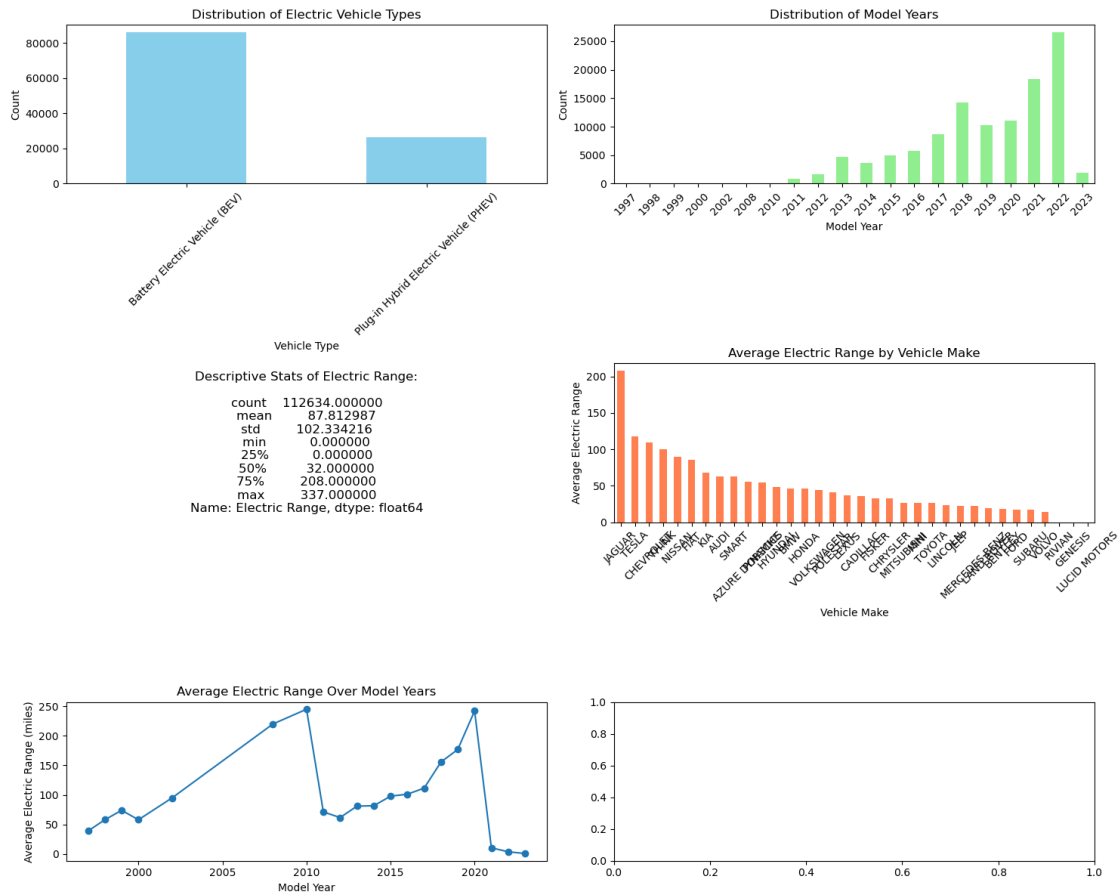 Distribution of Electric Vehicle Types
80000
60000
40000
20000
0
Count
Battery Electric Vehicle (BEV)
Plug-in Hybrid Electric Vehicle (PHEV)
Vehicle Type
Distribution of Model Years
25000
20000
15000
10000
5000
0
Count
1997
1998
1999
2000
2002
2008
2010
2011
2012
2013
2014
2015
2016
2017
2018
2019
2020
2021
2022
2023
Model Year
Descriptive Stats of Electric Range:
count 112634.000000
mean 87.812987
std 102.334216
min 0.000000
25% 0.000000
50% 32.000000
75% 208.000000
max 337.000000
Name: Electric Range, dtype: float64
Average Electric Range by Vehicle Make
200
150
100
50
0
Average Electric Range
JAGUAR
TESLA
CHEVROLET
NISSAN
FIAT
KIA
AUDI
SMART
HYUNDAI
BMW
HONDA
VOLKSWAGEN
POLESTAR
LEXUS
CADILLAC
FISKER
CHRYSLER
MITSUBISHI
MINI
TOYOTA
LINCOLN
JEEP
MERCEDES-BENZ
LAND ROVER
BENTLEY
FORD
SUBARU
VOLVO
RIVIAN
GENESIS
LUCID MOTORS
Vehicle Make
Average Electric Range Over Model Years
250
200
150
100
50
0
Average Electric Range (miles)
2000
2005
2010
2015
2020
Model Year
1.0
0.8
0.6
0.4
0.2
0.0
0.0
0.2
0.4
0.6
0.8
1.0